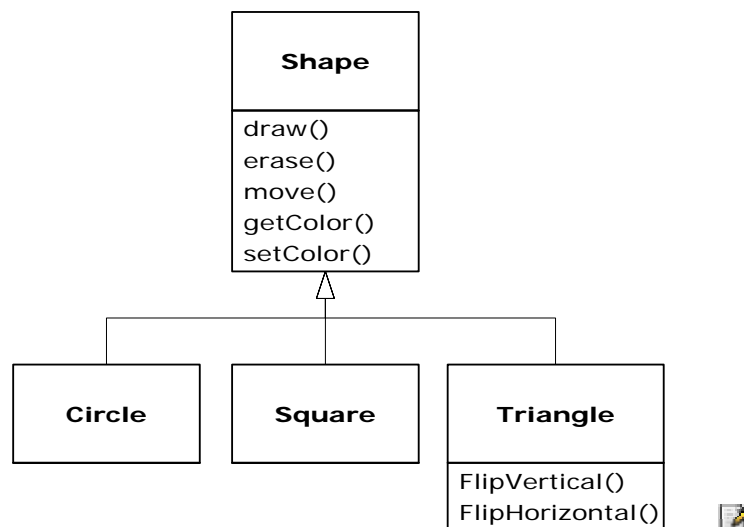 Shape
draw()
erase()
move()
getColor()
setColor()
Circle
Square
Triangle
FlipVertical()
FlipHorizontal()